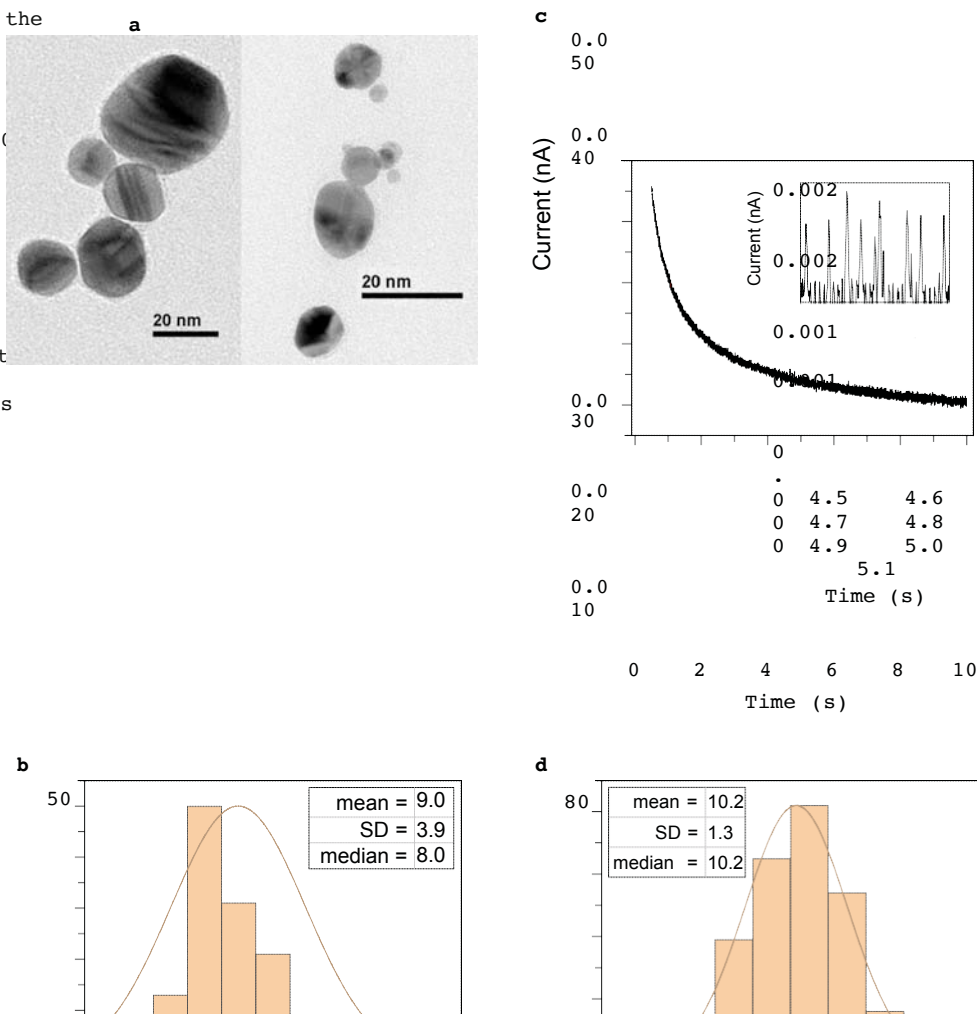 the
a
20 nm
20 nm
t
s
c
0.0
50
0.0
40
0.0
30
0.0
20
0.0
10
Current (nA)
Current (nA)
0.002
0.002
0.001
0.001
0
.
0 4.5 4.6
0 4.7 4.8
0 4.9 5.0
5.1
Time (s)
0 2 4 6 8 10
Time (s)
b
50
mean = 9.0
SD = 3.9
median = 8.0
d
80
mean = 10.2
SD = 1.3
median = 10.2